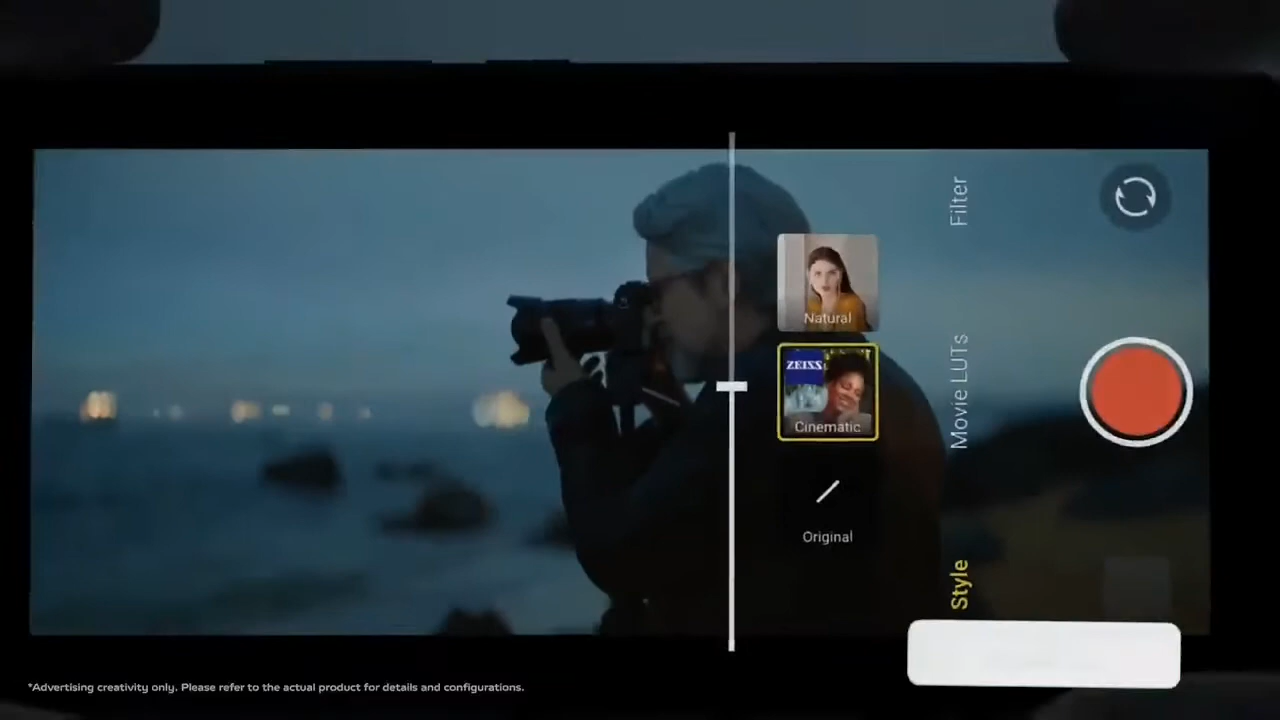 Filter
Natural
ZEISS
Movie LUTs
Cinematic
Original
Style
*Advertising creativity only. Please refer to the actual product for details and configurations.